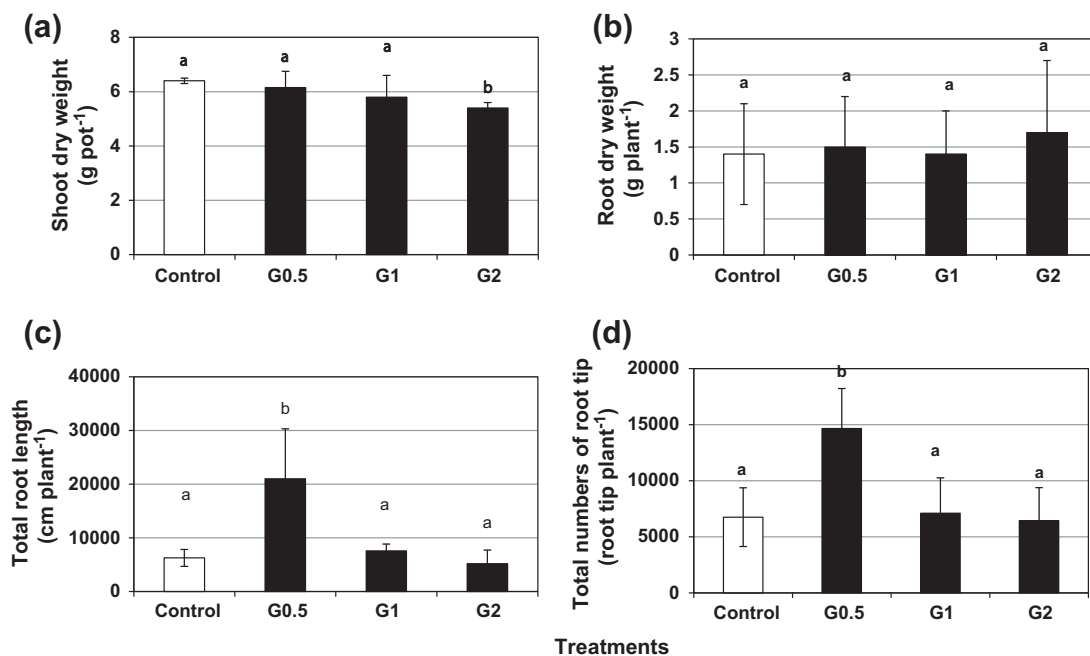 (a)
Shoot dry weight
(g pot⁻¹)
8
6
4
2
0
a
a
a
b
Control G0.5 G1 G2
(b)
Root dry weight
(g plant⁻¹)
3
2.5
2
1.5
1
0.5
0
a
a
a
a
Control G0.5 G1 G2
(c)
Total root length
(cm plant⁻¹)
40000
30000
20000
10000
0
a
b
a
a
Control G0.5 G1 G2
(d)
Total numbers of root tip
(root tip plant⁻¹)
20000
15000
10000
5000
0
a
b
a
a
Control G0.5 G1 G2
Treatments